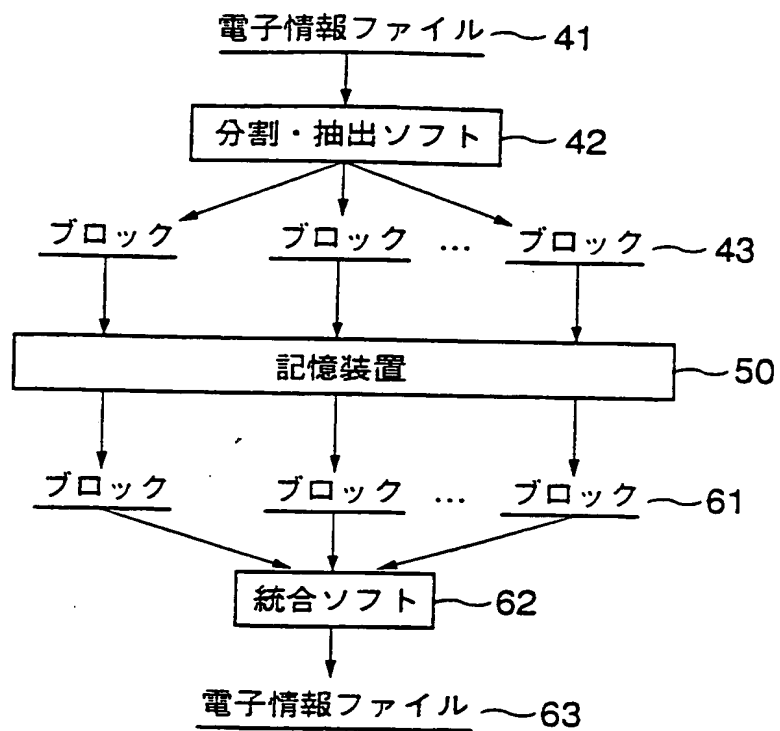 電子情報ファイル 41
分割・抽出ソフト 42
ブロック ブロック … ブロック 43
記憶装置 50
ブロック ブロック … ブロック 61
統合ソフト 62
電子情報ファイル 63